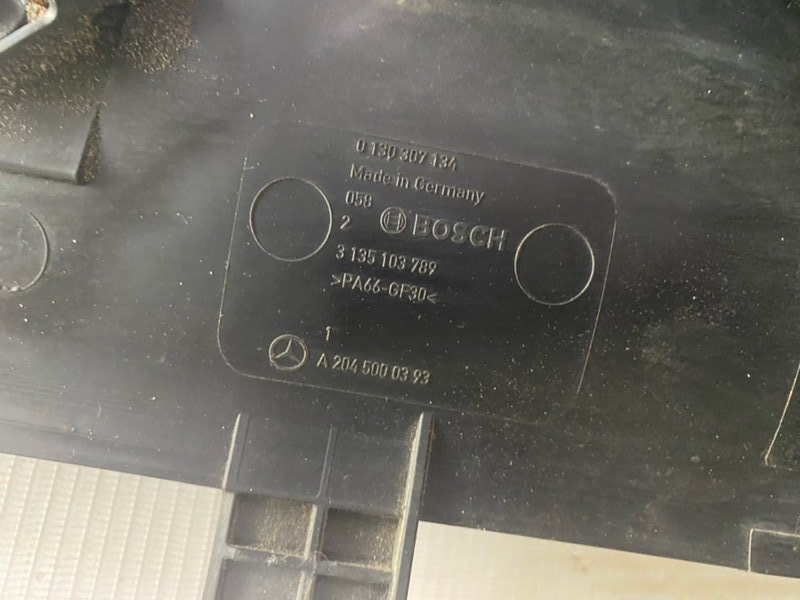 0 130 307 134
Made in Germany
058
2 BOSCH
3 135 103 789
>PA66-GF30<
1
A 204 500 03 93